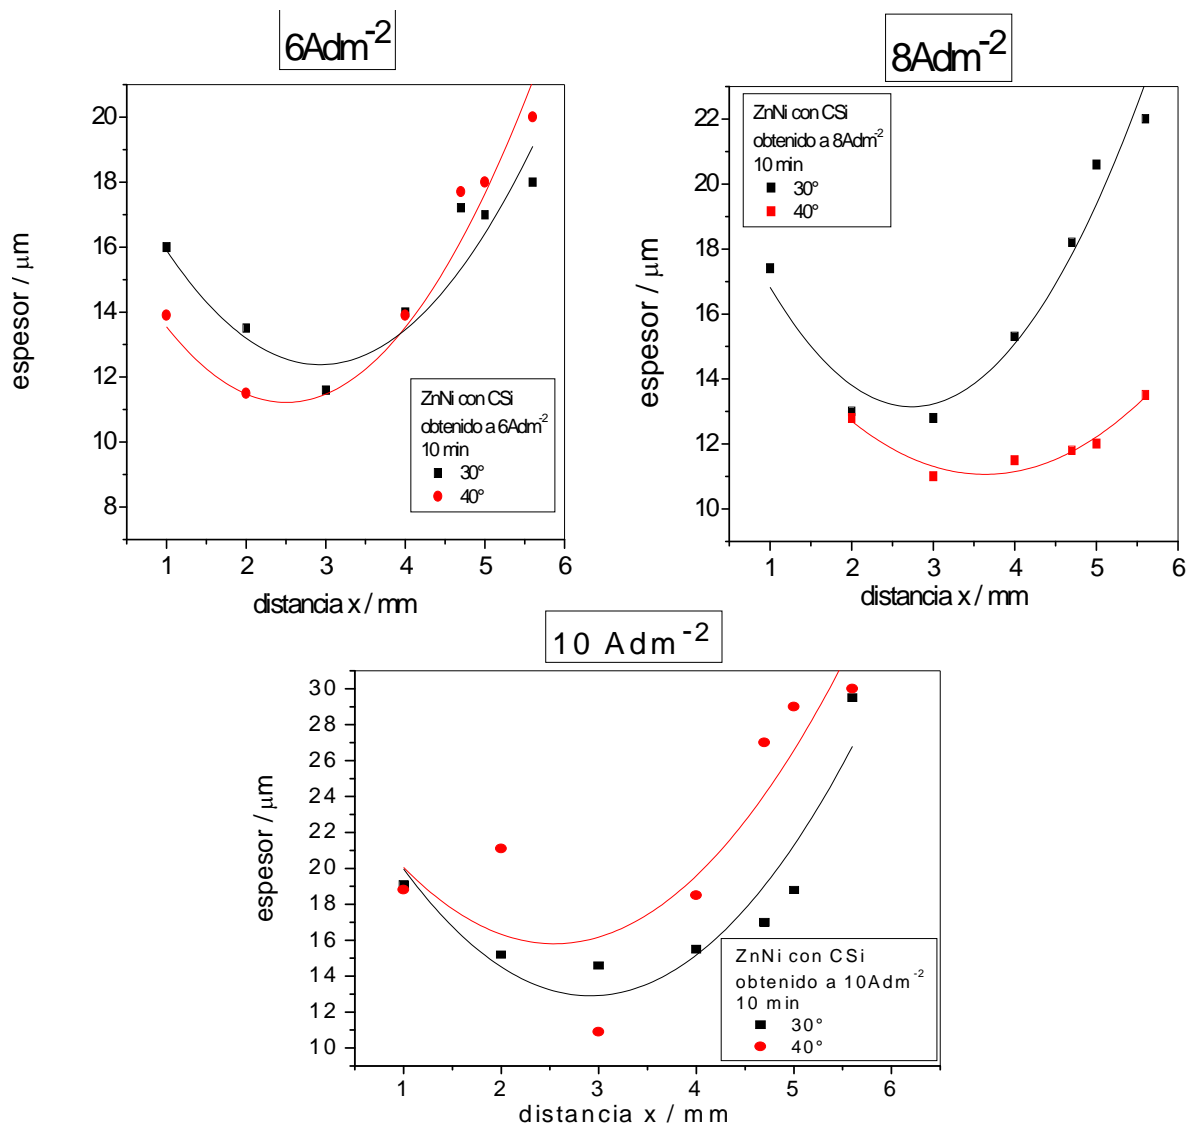 6Adm-2
20
18
16
14
12
10
8
espesor / μm
ZnNi con CSi
obtenido a 6Adm-2
10 min
30°
40°
1 2 3 4 5 6
distancia x / mm
8Adm-2
22
20
18
16
14
12
10
espesor / μm
ZnNi con CSi
obtenido a 8Adm-2
10 min
30°
40°
1 2 3 4 5 6
distancia x / mm
10 Adm-2
30
28
26
24
22
20
18
16
14
12
10
espesor / μm
ZnNi con CSi
obtenido a 10Adm-2
10 min
30°
40°
1 2 3 4 5 6
distancia x / mm